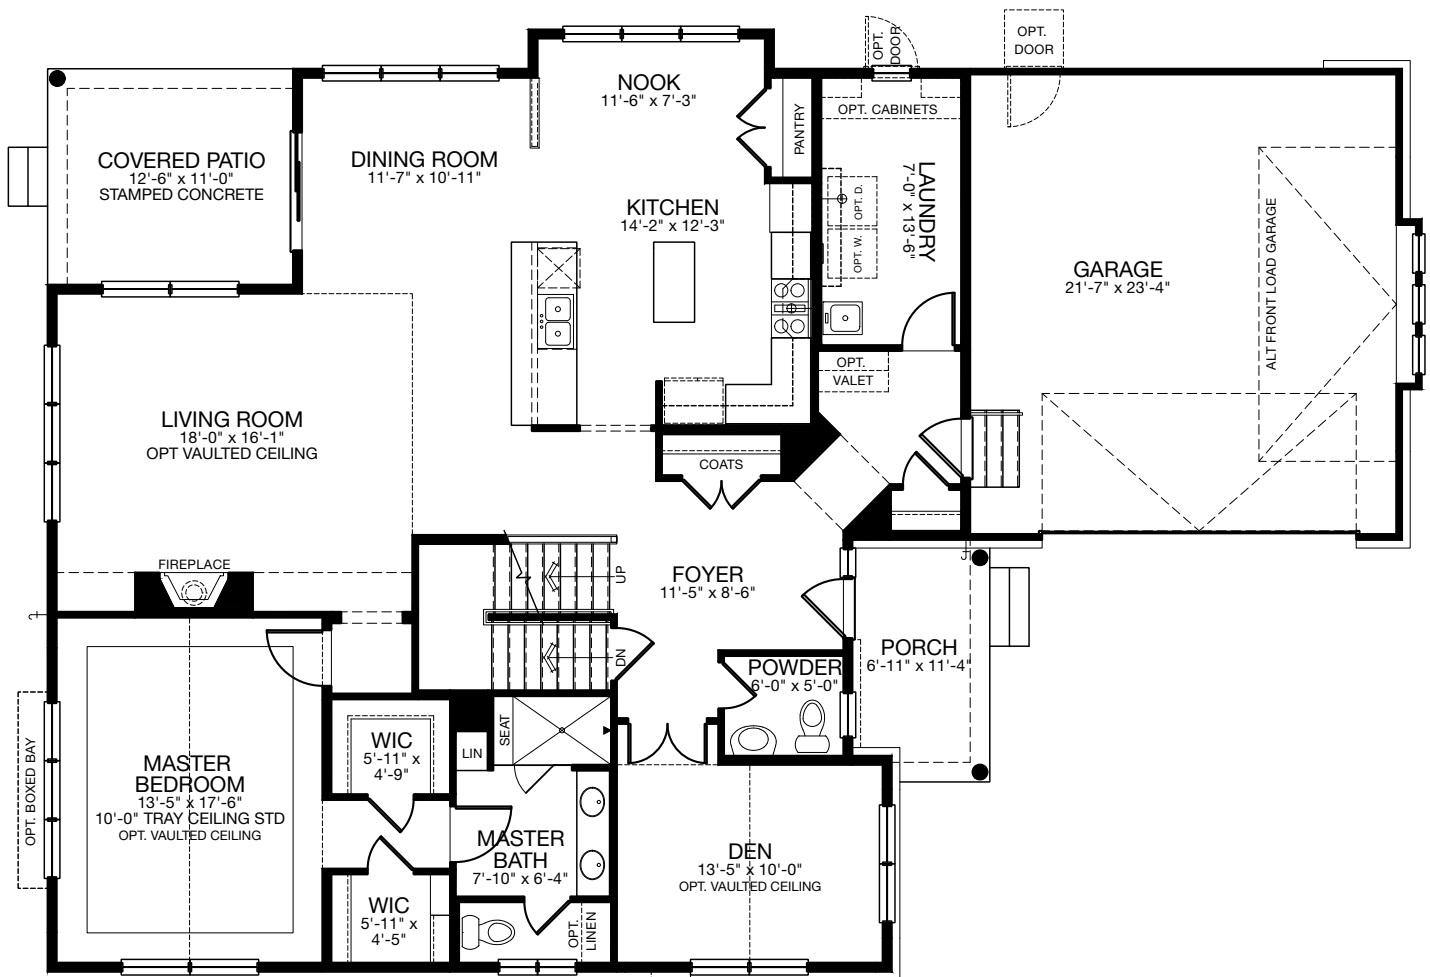 OPT.
DOOR
OPT.
DOOR
NOOK
11'-6" x 7'-3"
PANTRY
OPT. CABINETS
COVERED PATIO
12'-6" x 11'-0"
STAMPED CONCRETE
DINING ROOM
11'-7" x 10'-11"
KITCHEN
14'-2" x 12'-3"
OPT. D.
OPT. W.
LAUNDRY
7'-0" x 13'-6"
GARAGE
21'-7" x 23'-4"
ALT FRONT LOAD GARAGE
OPT.
VALET
LIVING ROOM
18'-0" x 16'-1"
OPT VAULTED CEILING
COATS
FIREPLACE
UP
FOYER
11'-5" x 8'-6"
DN
POWDER
6'-0" x 5'-0"
PORCH
6'-11" x 11'-4"
OPT. BOXED BAY
MASTER
BEDROOM
13'-5" x 17'-6"
10'-0" TRAY CEILING STD
OPT. VAULTED CEILING
WIC
5'-11" x
4'-9"
LIN
SEAT
MASTER
BATH
7'-10" x 6'-4"
DEN
13'-5" x 10'-0"
OPT. VAULTED CEILING
WIC
5'-11" x
4'-5"
OPT.
LINEN